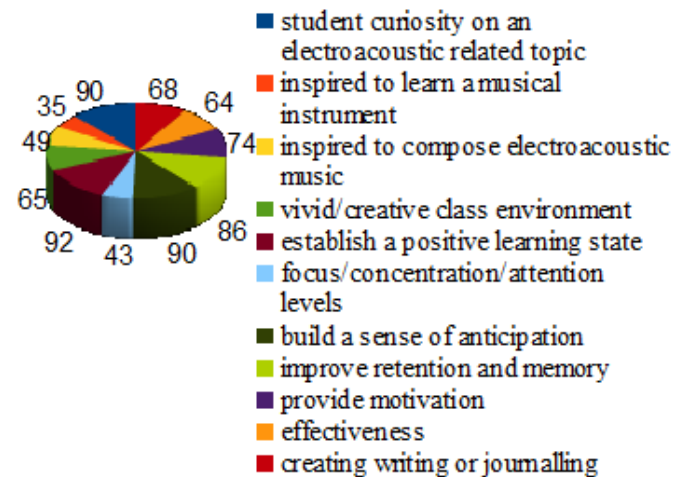 student curiosity on an
electroacoustic related topic
inspired to learn a musical
instrument
inspired to compose electroacoustic
music
vivid/creative class environment
establish a positive learning state
focus/concentration/attention
levels
build a sense of anticipation
improve retention and memory
provide motivation
effectiveness
creating writing or journalling
90
68
35
64
49
74
65
86
92
43
90